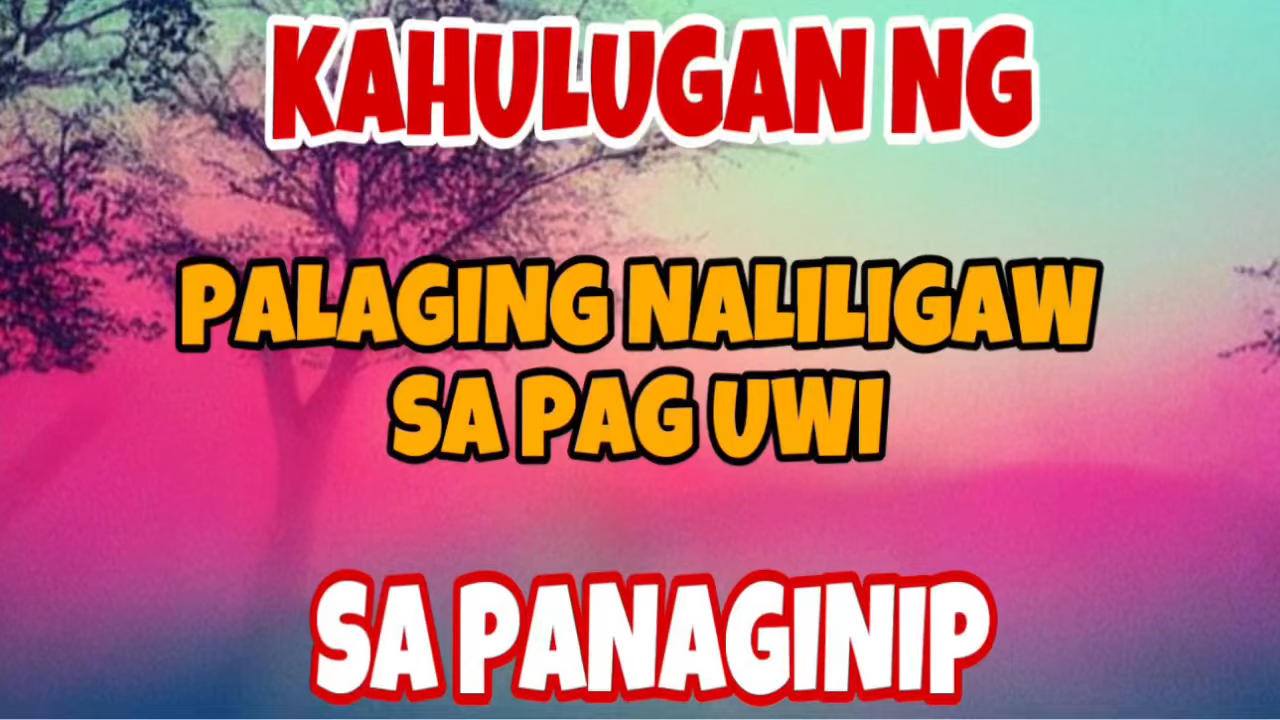 KAHULUGAN NG
PALAGING NALILIGAW
SA PAG UWI
SA PANAGINIP